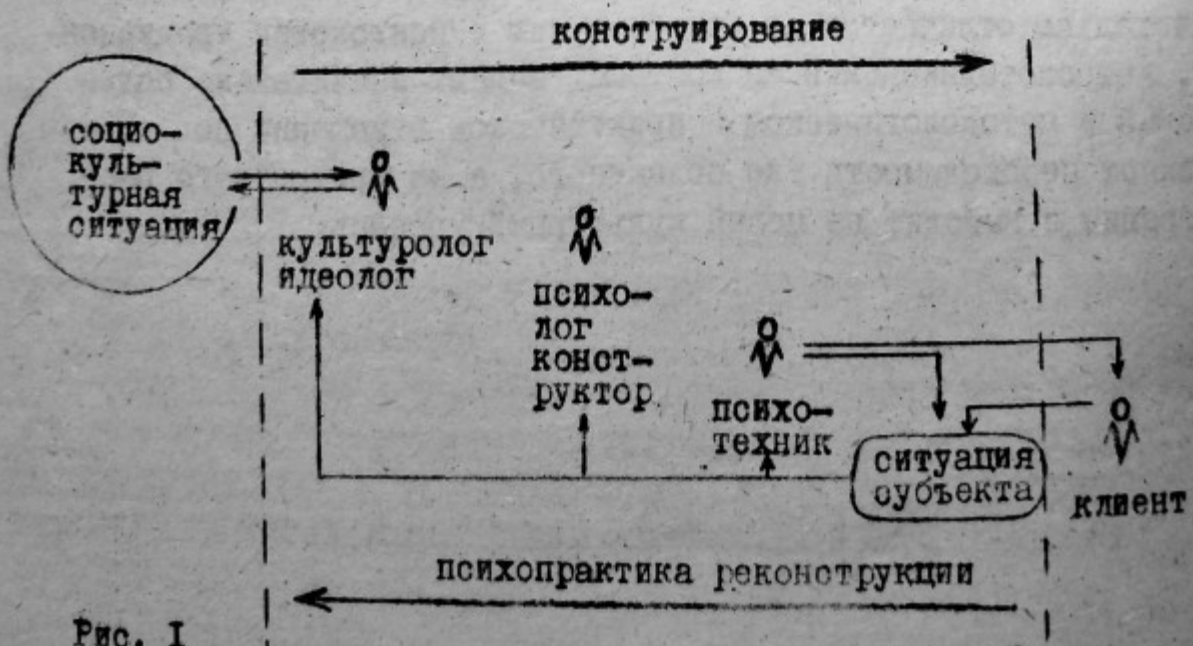 конструирование
социо-
куль-
турная
ситуация
культуролог
идеолог
психо-
лог
конст-
руктор
психо-
техник
ситуация
субъекта
клиент
психопрактика реконструкции
Рис. I